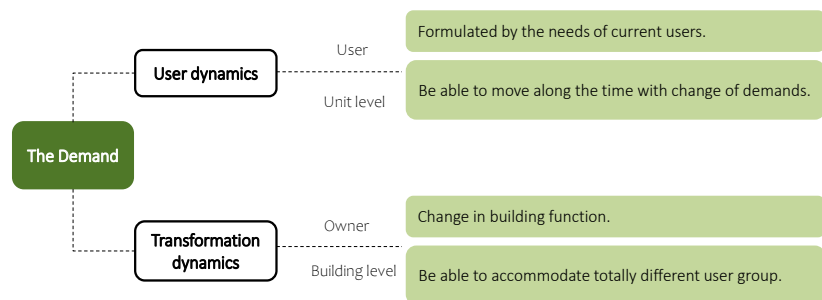 The Demand
User dynamics
User
Unit level
Formulated by the needs of current users.
Be able to move along the time with change of demands.
Transformation
dynamics
Owner
Building level
Change in building function.
Be able to accommodate totally different user group.